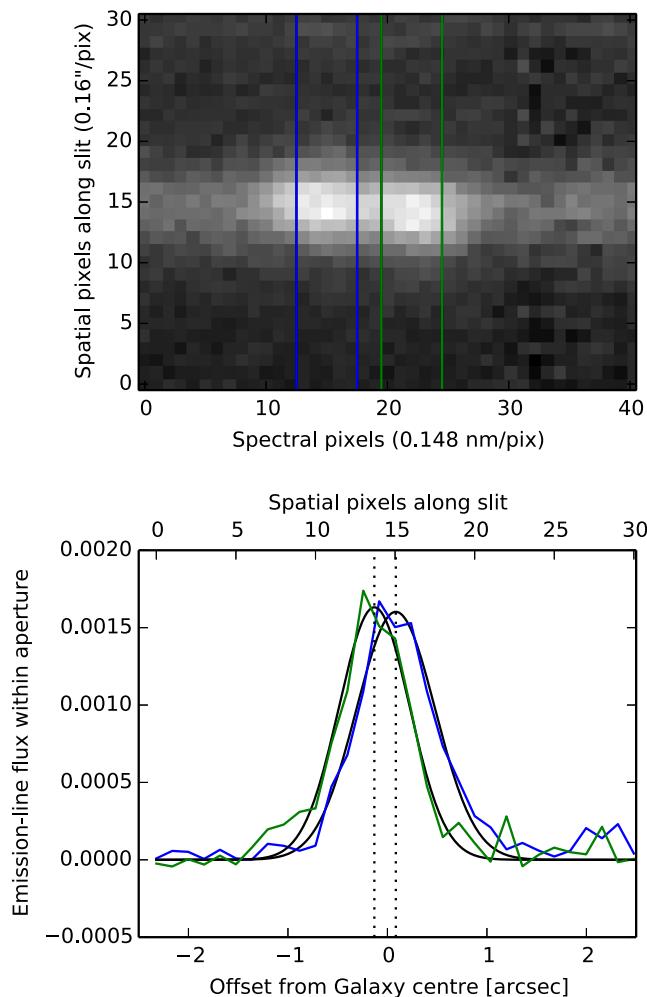 30
25
20
15
10
5
0
Spatial pixels along slit (0.16"/pix)
0 10 20 30 40
Spectral pixels (0.148 nm/pix)
Spatial pixels along slit
0 5 10 15 20 25 30
0.0020
0.0015
0.0010
0.0005
0.0000
−0.0005
Emission-line flux within aperture
−2 −1 0 1 2
Offset from Galaxy centre [arcsec]